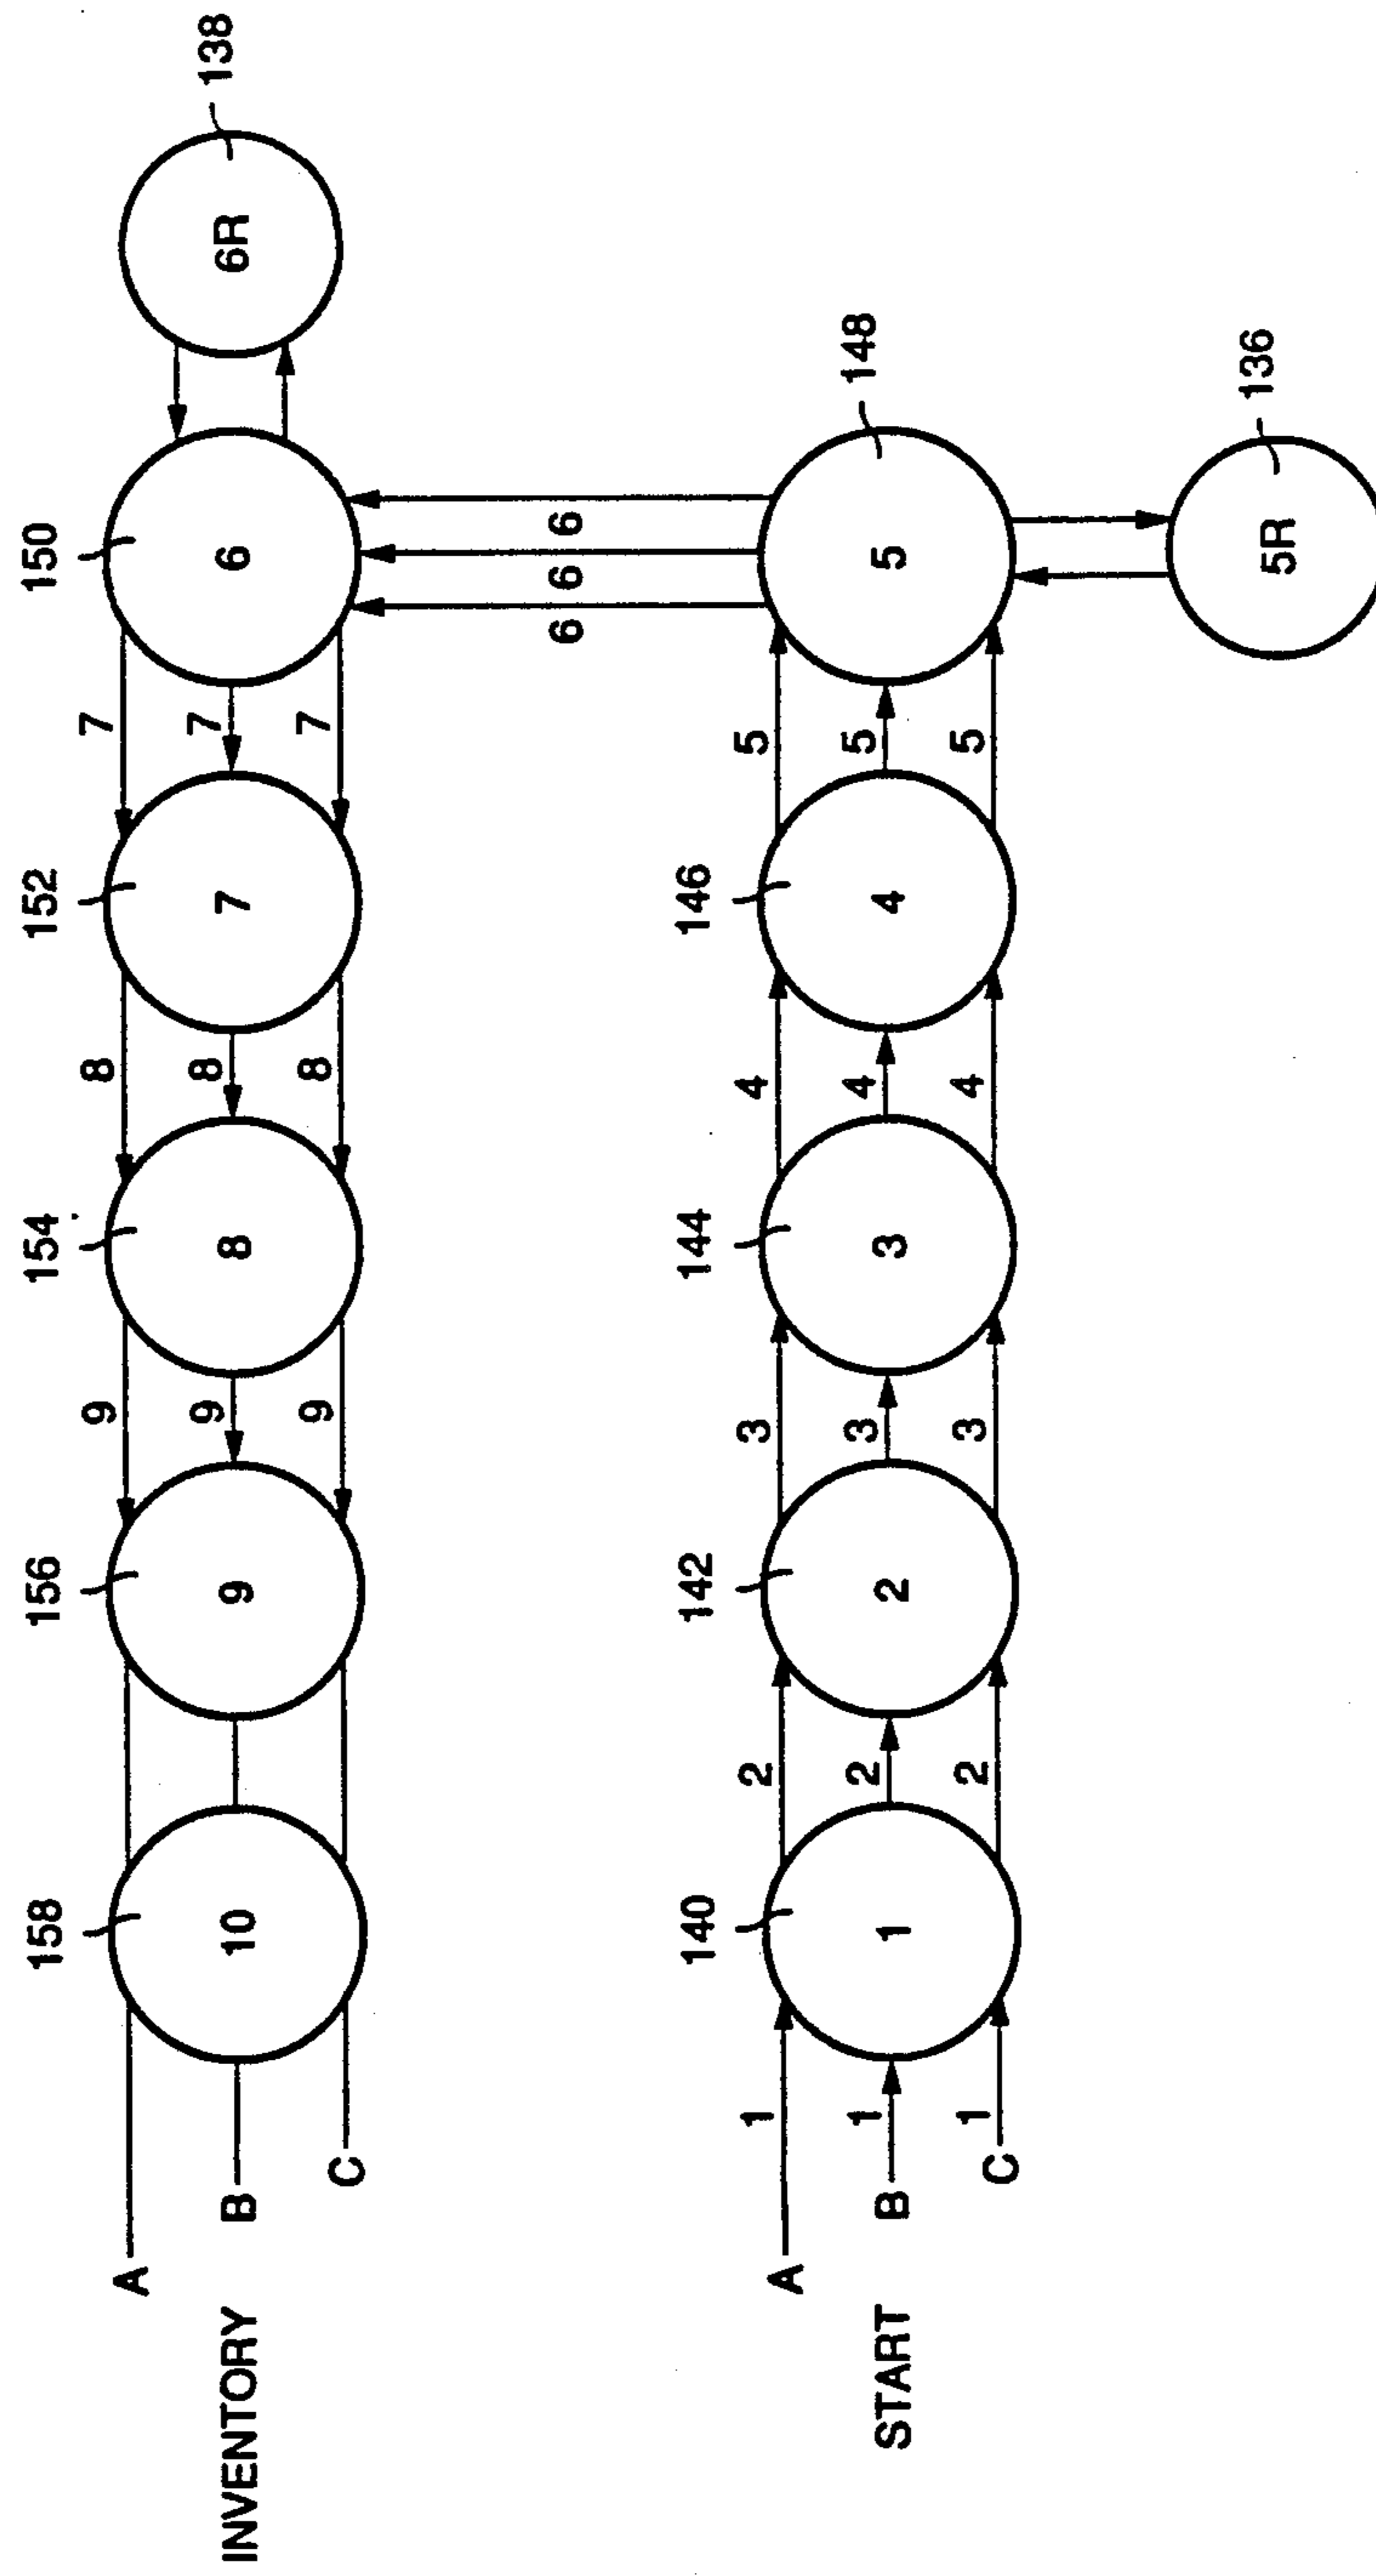 158 156 154 152 150
9 8 7
A
9 8 7 138
INVENTORY B 10 9 8 7 6 6R
9 8 7
C
6 6 6
140 142 144 146
1 2 3 4 5
A
1 2 3 4 5 148
START B 1 2 3 4 5
1 2 3 4 5
C
136
5R